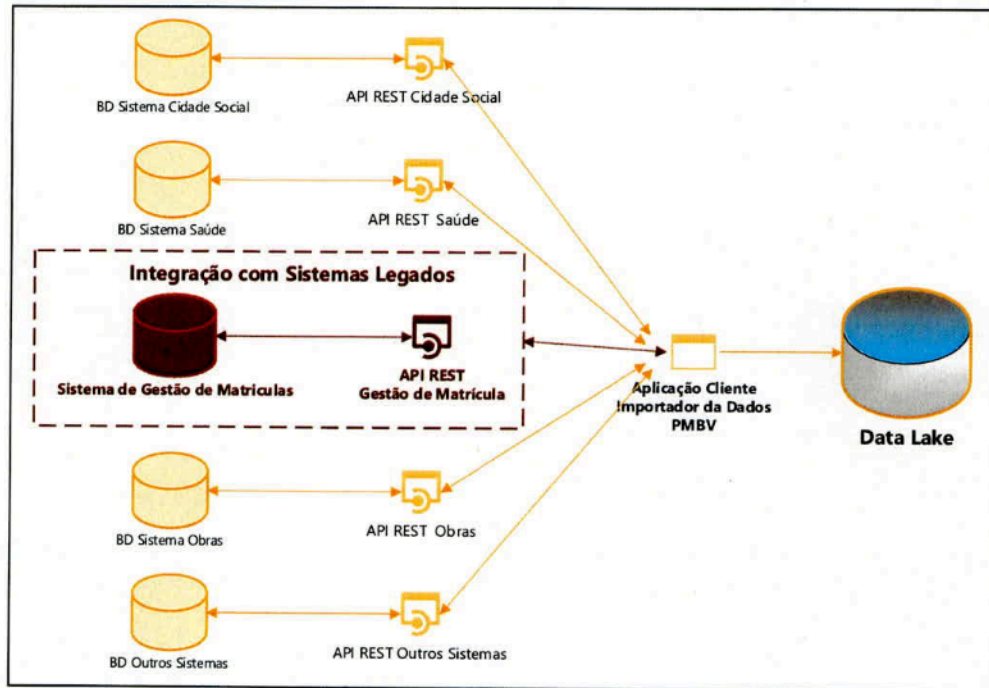 BD Sistema Cidade Social
API REST Cidade Social
BD Sistema Saúde
API REST Saúde
Integração com Sistemas Legados
Sistema de Gestão de Matriculas
API REST
Gestão de Matrícula
Aplicação Cliente
Importador da Dados
PMBV
Data Lake
BD Sistema Obras
API REST Obras
BD Outros Sistemas
API REST Outros Sistemas